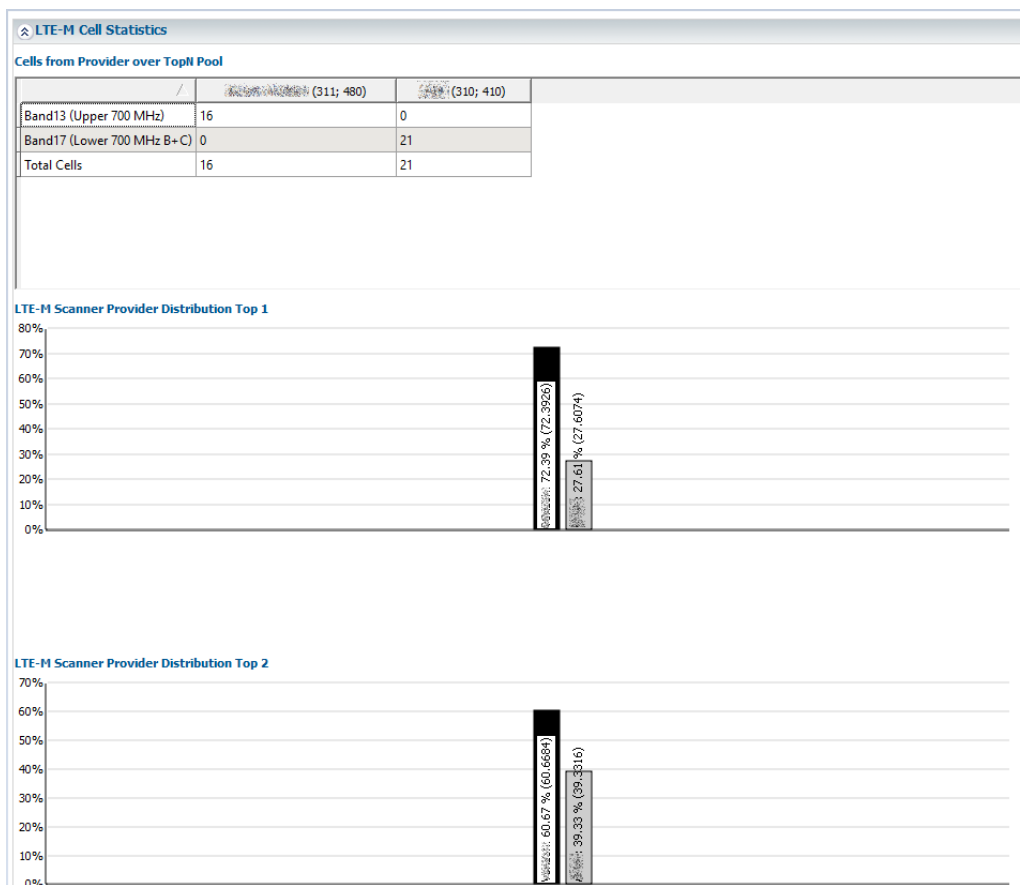 LTE-M Cell Statistics
Cells from Provider over TopN Pool
(311; 480) (310; 410)
Band13 (Upper 700 MHz) 16 0
Band17 (Lower 700 MHz B+C) 0 21
Total Cells 16 21
LTE-M Scanner Provider Distribution Top 1
80%
70%
60%
50%
40%
30%
20%
10%
0%
: 72.39 % (72.3926)
: 27.61 % (27.6074)
LTE-M Scanner Provider Distribution Top 2
70%
60%
50%
40%
30%
20%
10%
0%
: 60.67 % (60.6684)
: 39.33 % (39.3316)